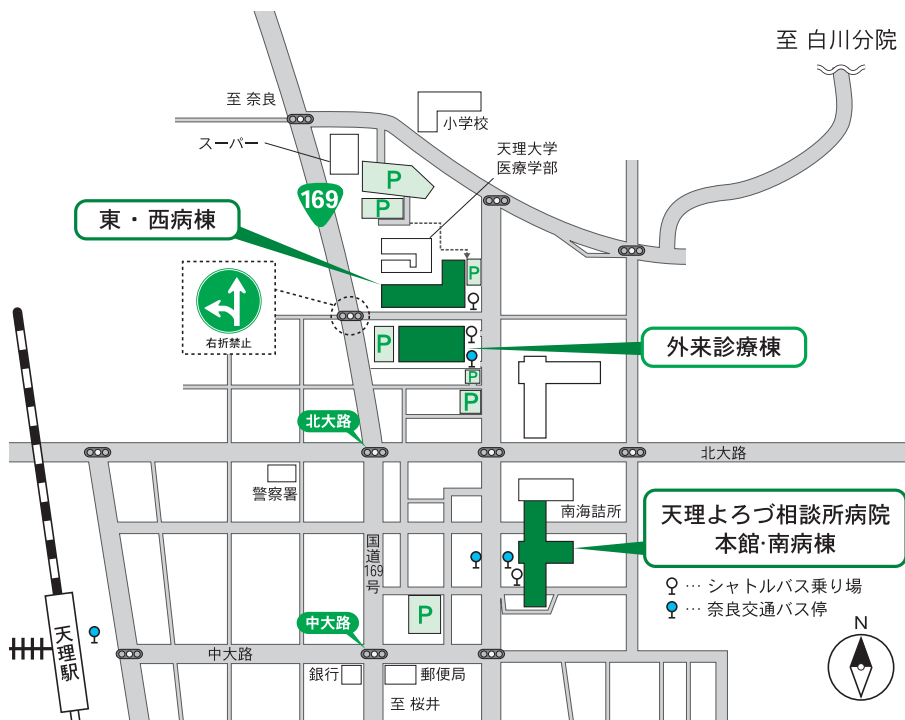 至 白川分院
至 奈良
小学校
スーパー
天理大学
医療学部
P
169
P
東・西病棟
P
右折禁止
P
外来診療棟
P
P
北大路
北大路
警察署
南海詰所
天理よろづ相談所病院
本館・南病棟
国道169号
… シャトルバス乗り場
… 奈良交通バス停
P
中大路
N
天理駅
中大路
銀行
郵便局
至 桜井